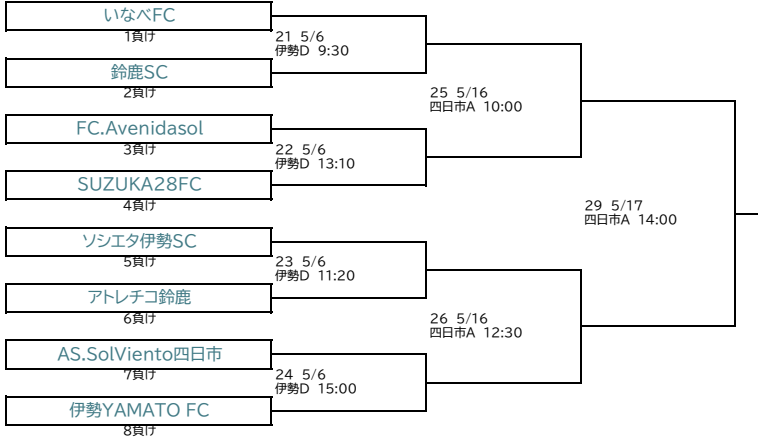 いなべFC
1負け
21 5/6
伊勢D 9:30
鈴鹿SC
2負け
25 5/16
四日市A 10:00
FC.Avenidasol
3負け
22 5/6
伊勢D 13:10
SUZUKA28FC
4負け
29 5/17
四日市A 14:00
ソシエタ伊勢SC
5負け
23 5/6
伊勢D 11:20
アトレチコ鈴鹿
6負け
26 5/16
四日市A 12:30
AS.SolViento四日市
7負け
24 5/6
伊勢D 15:00
伊勢YAMATO FC
8負け